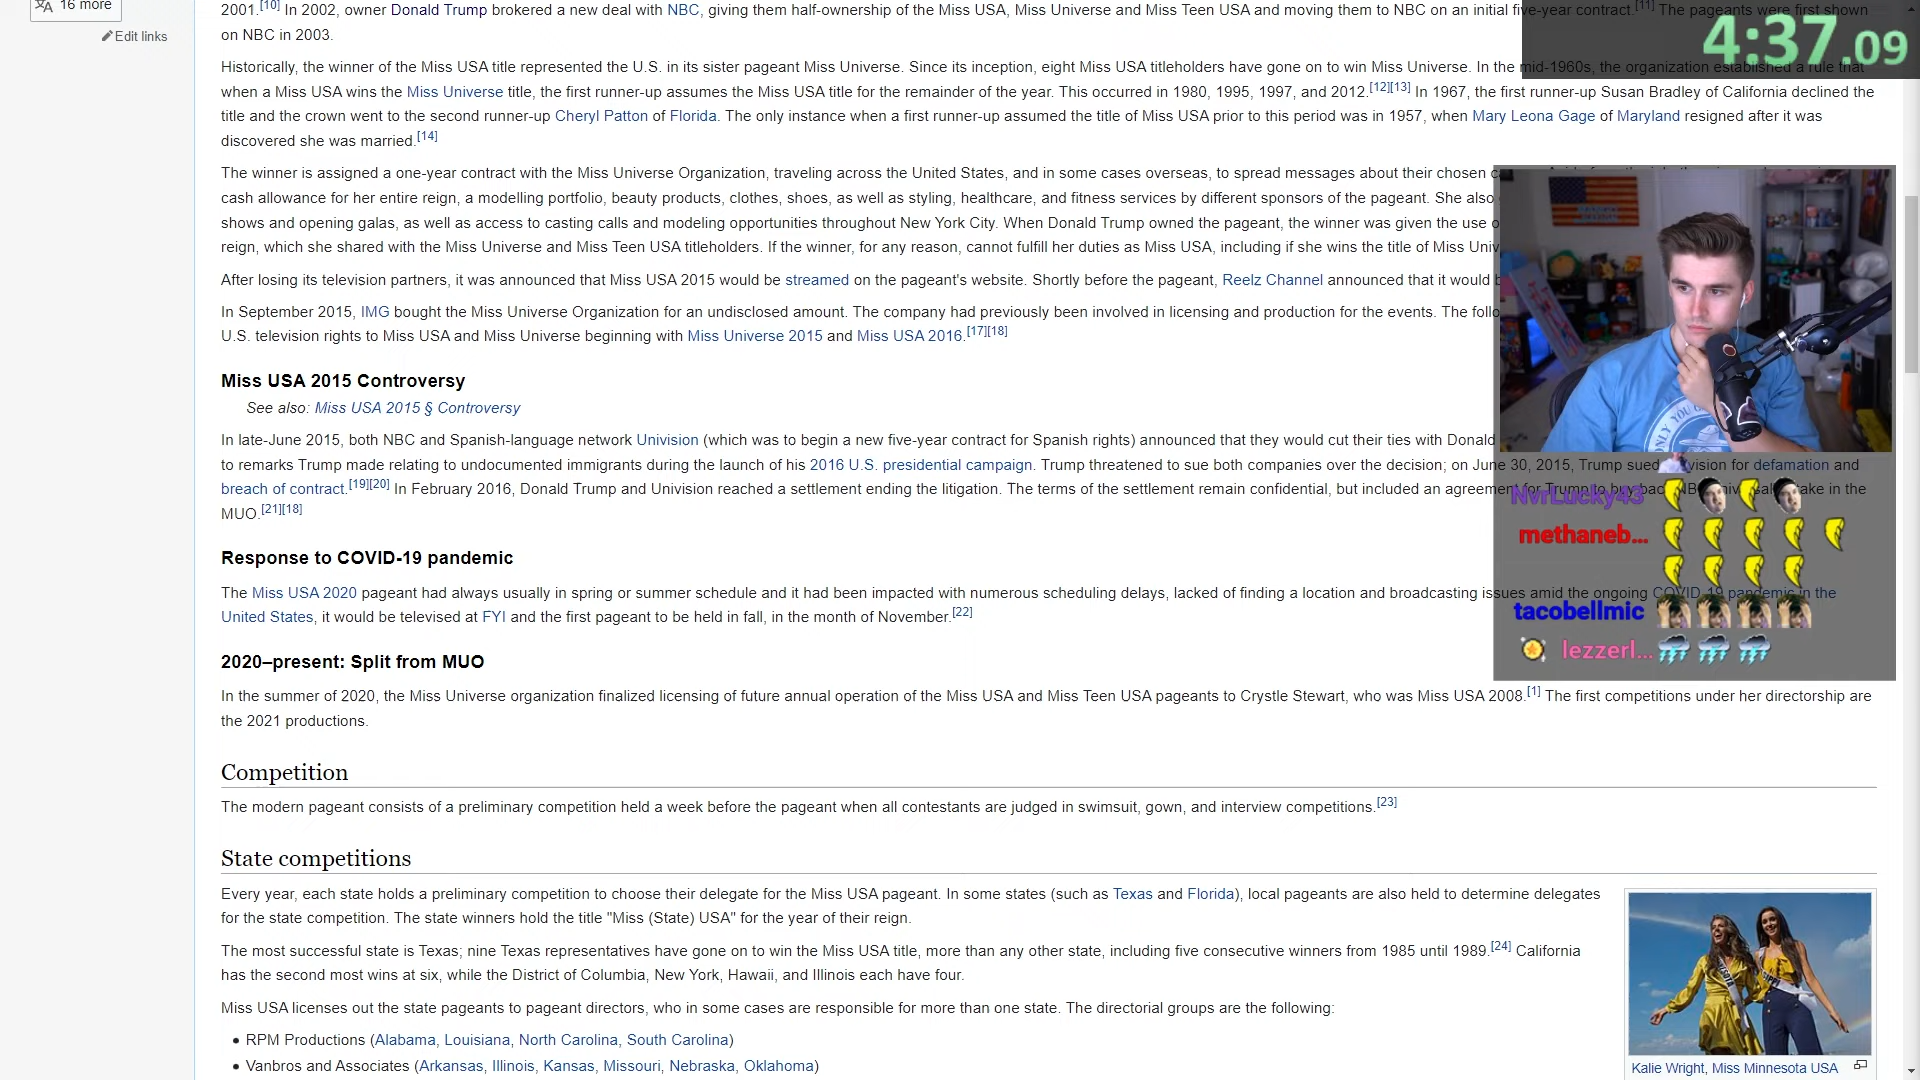 16 more
Edit links
2001.[10] In 2002, owner Donald Trump brokered a new deal with NBC, giving them half-ownership of the Miss USA, Miss Universe and Miss Teen USA and moving them to NBC on an initial five-year contract.[11] The pageants were first shown
on NBC in 2003.
4:37.09
Historically, the winner of the Miss USA title represented the U.S. in its sister pageant Miss Universe. Since its inception, eight Miss USA titleholders have gone on to win Miss Universe. In the mid-1960s, the organization established a rule that
when a Miss USA wins the Miss Universe title, the first runner-up assumes the Miss USA title for the remainder of the year. This occurred in 1980, 1995, 1997, and 2012.[12][13] In 1967, the first runner-up Susan Bradley of California declined the
title and the crown went to the second runner-up Cheryl Patton of Florida. The only instance when a first runner-up assumed the title of Miss USA prior to this period was in 1957, when Mary Leona Gage of Maryland resigned after it was
discovered she was married.[14]
The winner is assigned a one-year contract with the Miss Universe Organization, traveling across the United States, and in some cases overseas, to spread messages about their chosen
cash allowance for her entire reign, a modelling portfolio, beauty products, clothes, shoes, as well as styling, healthcare, and fitness services by different sponsors of the pageant. She also
shows and opening galas, as well as access to casting calls and modeling opportunities throughout New York City. When Donald Trump owned the pageant, the winner was given the use
reign, which she shared with the Miss Universe and Miss Teen USA titleholders. If the winner, for any reason, cannot fulfill her duties as Miss USA, including if she wins the title of Miss
After losing its television partners, it was announced that Miss USA 2015 would be streamed on the pageant's website. Shortly before the pageant, Reelz Channel announced that it would
In September 2015, IMG bought the Miss Universe Organization for an undisclosed amount. The company had previously been involved in licensing and production for the events. The
U.S. television rights to Miss USA and Miss Universe beginning with Miss Universe 2015 and Miss USA 2016.[17][18]
Miss USA 2015 Controversy
See also: Miss USA 2015 § Controversy
In late-June 2015, both NBC and Spanish-language network Univision (which was to begin a new five-year contract for Spanish rights) announced that they would cut their ties with Donald
to remarks Trump made relating to undocumented immigrants during the launch of his 2016 U.S. presidential campaign. Trump threatened to sue both companies over the decision; on June 30, 2015, Trump sued vision for defamation and
breach of contract.[19][20] In February 2016, Donald Trump and Univision reached a settlement ending the litigation. The terms of the settlement remain confidential, but included an agreement for Trump to buy back stake in the
MUO.[21][18]
NvrLucky43
methaneb...
tacobellmic
lezzerl...
Response to COVID-19 pandemic
The Miss USA 2020 pageant had always usually in spring or summer schedule and it had been impacted with numerous scheduling delays, lacked of finding a location and broadcasting issues amid the ongoing COVID-19 pandemic in the
United States, it would be televised at FYI and the first pageant to be held in fall, in the month of November.[22]
2020–present: Split from MUO
In the summer of 2020, the Miss Universe organization finalized licensing of future annual operation of the Miss USA and Miss Teen USA pageants to Crystle Stewart, who was Miss USA 2008.[1] The first competitions under her directorship are
the 2021 productions.
Competition
The modern pageant consists of a preliminary competition held a week before the pageant when all contestants are judged in swimsuit, gown, and interview competitions.[23]
State competitions
Every year, each state holds a preliminary competition to choose their delegate for the Miss USA pageant. In some states (such as Texas and Florida), local pageants are also held to determine delegates
for the state competition. The state winners hold the title "Miss (State) USA" for the year of their reign.
The most successful state is Texas; nine Texas representatives have gone on to win the Miss USA title, more than any other state, including five consecutive winners from 1985 until 1989.[24] California
has the second most wins at six, while the District of Columbia, New York, Hawaii, and Illinois each have four.
Miss USA licenses out the state pageants to pageant directors, who in some cases are responsible for more than one state. The directorial groups are the following:
• RPM Productions (Alabama, Louisiana, North Carolina, South Carolina)
• Vanbros and Associates (Arkansas, Illinois, Kansas, Missouri, Nebraska, Oklahoma)
Kalie Wright, Miss Minnesota USA